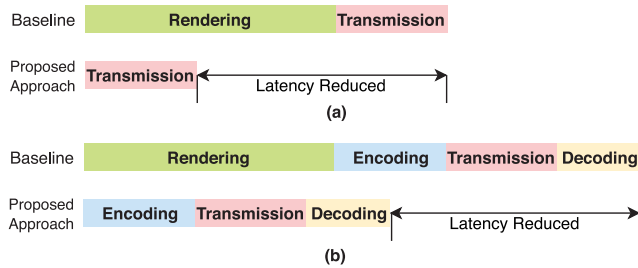 Baseline Rendering Transmission
Proposed
Approach Transmission
Latency Reduced
(a)
Baseline Rendering Encoding Transmission Decoding
Proposed
Approach Encoding Transmission Decoding
Latency Reduced
(b)